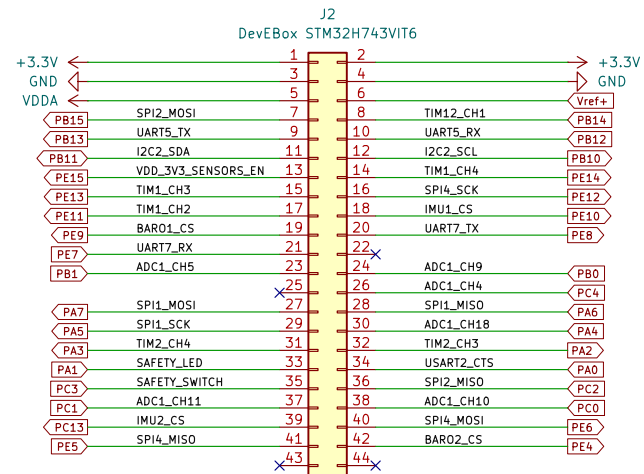 J2
DevEBox STM32H743VIT6
+3.3V 1 2 +3.3V
GND 3 4 GND
VDDA 5 6 Vref+
PB15 SPI2_MOSI 7 8 TIM12_CH1 PB14
PB13 UART5_TX 9 10 UART5_RX PB12
PB11 I2C2_SDA 11 12 I2C2_SCL PB10
PE15 VDD_3V3_SENSORS_EN 13 14 TIM1_CH4 PE14
PE13 TIM1_CH3 15 16 SPI4_SCK PE12
PE11 TIM1_CH2 17 18 IMU1_CS PE10
PE9 BARO1_CS 19 20 UART7_TX PE8
PE7 UART7_RX 21 22
PB1 ADC1_CH5 23 24 ADC1_CH9 PB0
25 26 ADC1_CH4 PC4
PA7 SPI1_MOSI 27 28 SPI1_MISO PA6
PA5 SPI1_SCK 29 30 ADC1_CH18 PA4
PA3 TIM2_CH4 31 32 TIM2_CH3 PA2
PA1 SAFETY_LED 33 34 USART2_CTS PA0
PC3 SAFETY_SWITCH 35 36 SPI2_MISO PC2
PC1 ADC1_CH11 37 38 ADC1_CH10 PC0
PC13 IMU2_CS 39 40 SPI4_MOSI PE6
PE5 SPI4_MISO 41 42 BARO2_CS PE4
43 44